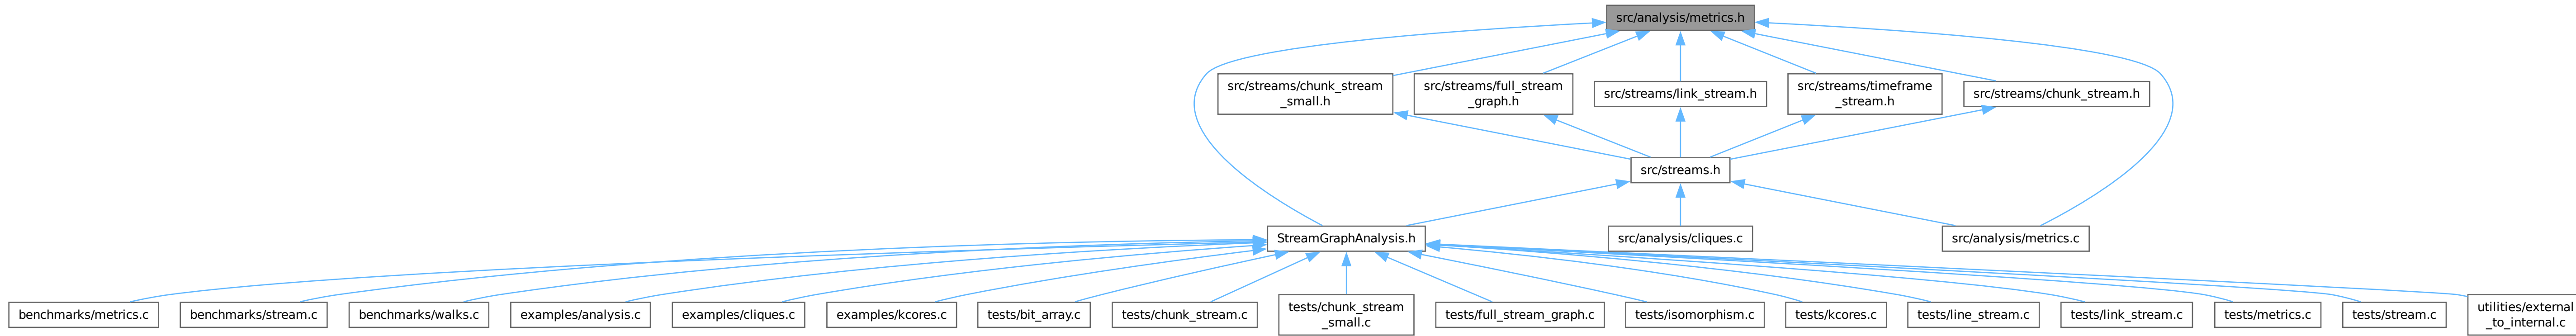 src/analysis/metrics.h
src/streams/chunk_stream
_small.h
src/streams/full_stream
_graph.h
src/streams/link_stream.h
src/streams/timeframe
_stream.h
src/streams/chunk_stream.h
src/streams.h
StreamGraphAnalysis.h
src/analysis/cliques.c
src/analysis/metrics.c
benchmarks/metrics.c
benchmarks/stream.c
benchmarks/walks.c
examples/analysis.c
examples/cliques.c
examples/kcores.c
tests/bit_array.c
tests/chunk_stream.c
tests/chunk_stream
_small.c
tests/full_stream_graph.c
tests/isomorphism.c
tests/kcores.c
tests/line_stream.c
tests/link_stream.c
tests/metrics.c
tests/stream.c
utilities/external
_to_internal.c